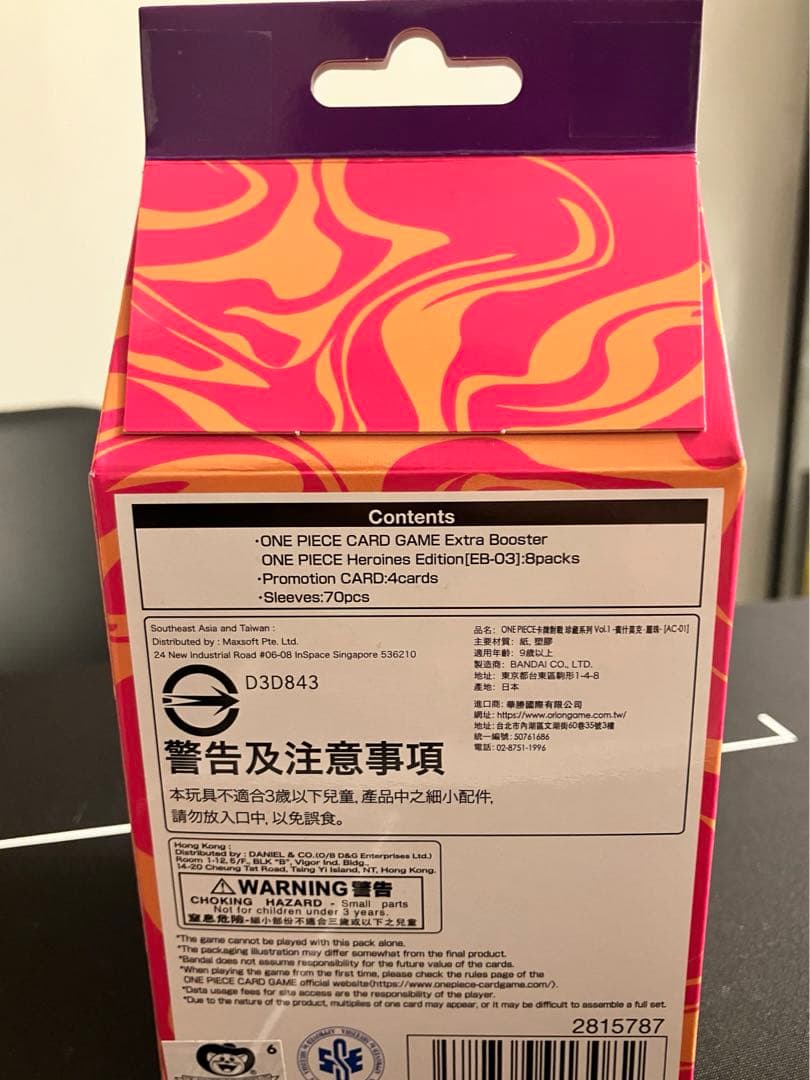 Contents
·ONE PIECE CARD GAME Extra Booster
ONE PIECE Heroines Edition[EB-03]:8packs
·Promotion CARD:4cards
·Sleeves:70pcs
Southeast Asia and Taiwan :
Distributed by : Maxsoft Pte. Ltd.
24 New Industrial Road #06-08 InSpace Singapore 536210
D3D843
警告及注意事項
本玩具不適合3歲以下兒童,產品中之細小配件,
請勿放入口中,以免誤食。
品名: ONE PIECE卡牌對戰 珍藏系列 Vol.1 -賓什莫克·蕾玖- [AC-01]
主要材質: 紙、塑膠
適用年齡: 9歲以上
製造商: BANDAI CO., LTD.
地址: 東京都台東區駒形1-4-8
產地: 日本
進口商: 華勝國際有限公司
網址: https://www.oriongame.com.tw/
地址: 台北市內湖區文湖街60巷35號3樓
統一編號: 50761686
電話: 02-8751-1996
Hong Kong :
Distributed by : DANIEL & CO.(O/B D&G Enterprises Ltd.)
Room 1-12, 5/F., BLK "B", Vigor Ind. Bldg.,
14-20 Cheung Tat Road, Tsing Yi Island, NT, Hong Kong.
WARNING 警告
CHOKING HAZARD - Small parts
Not for children under 3 years.
窒息危險-細小部份不適合三歲或以下之兒童
*The game cannot be played with this pack alone.
*The packaging illustration may differ somewhat from the final product.
*Bandai does not assume responsibility for the future value of the cards.
*When playing the game from the first time, please check the rules page of the
ONE PIECE CARD GAME official website(https://www.onepiece-cardgame.com/).
*Data usage fees for site access are the responsibility of the player.
*Due to the nature of the product, multiples of one card may appear, or it may be difficult to assemble a full set.
2815787
6